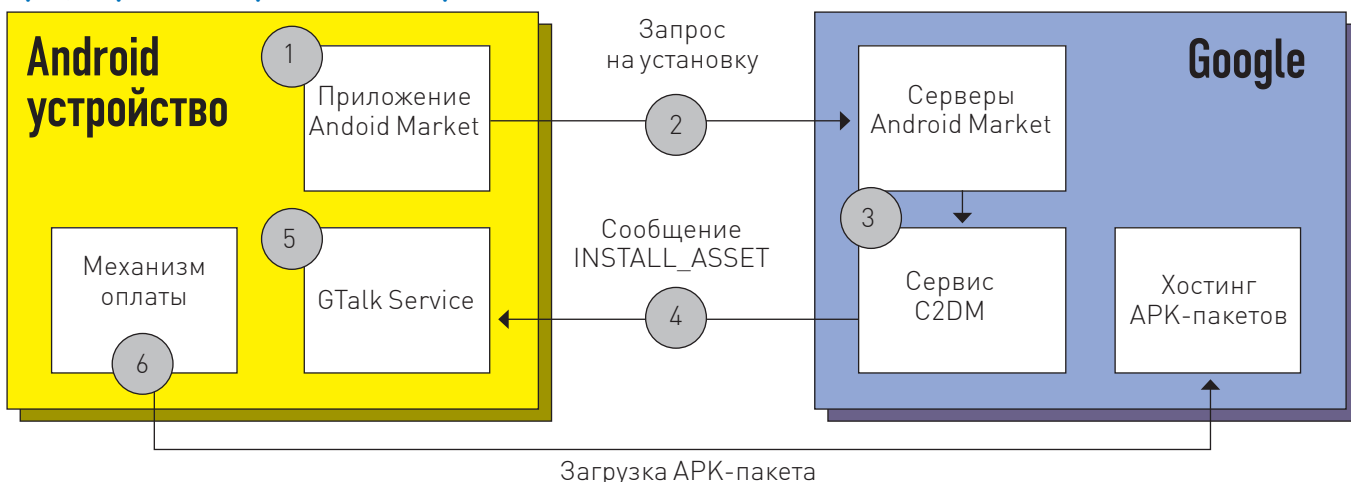 Android
устройство
1
Приложение
Andoid Market
Запрос
на установку
2
Google
Серверы
Android Market
3
Сервис
C2DM
Сообщение
INSTALL_ASSET
4
5
GTalk Service
Механизм
оплаты
6
Хостинг
APK-пакетов
Загрузка APK-пакета